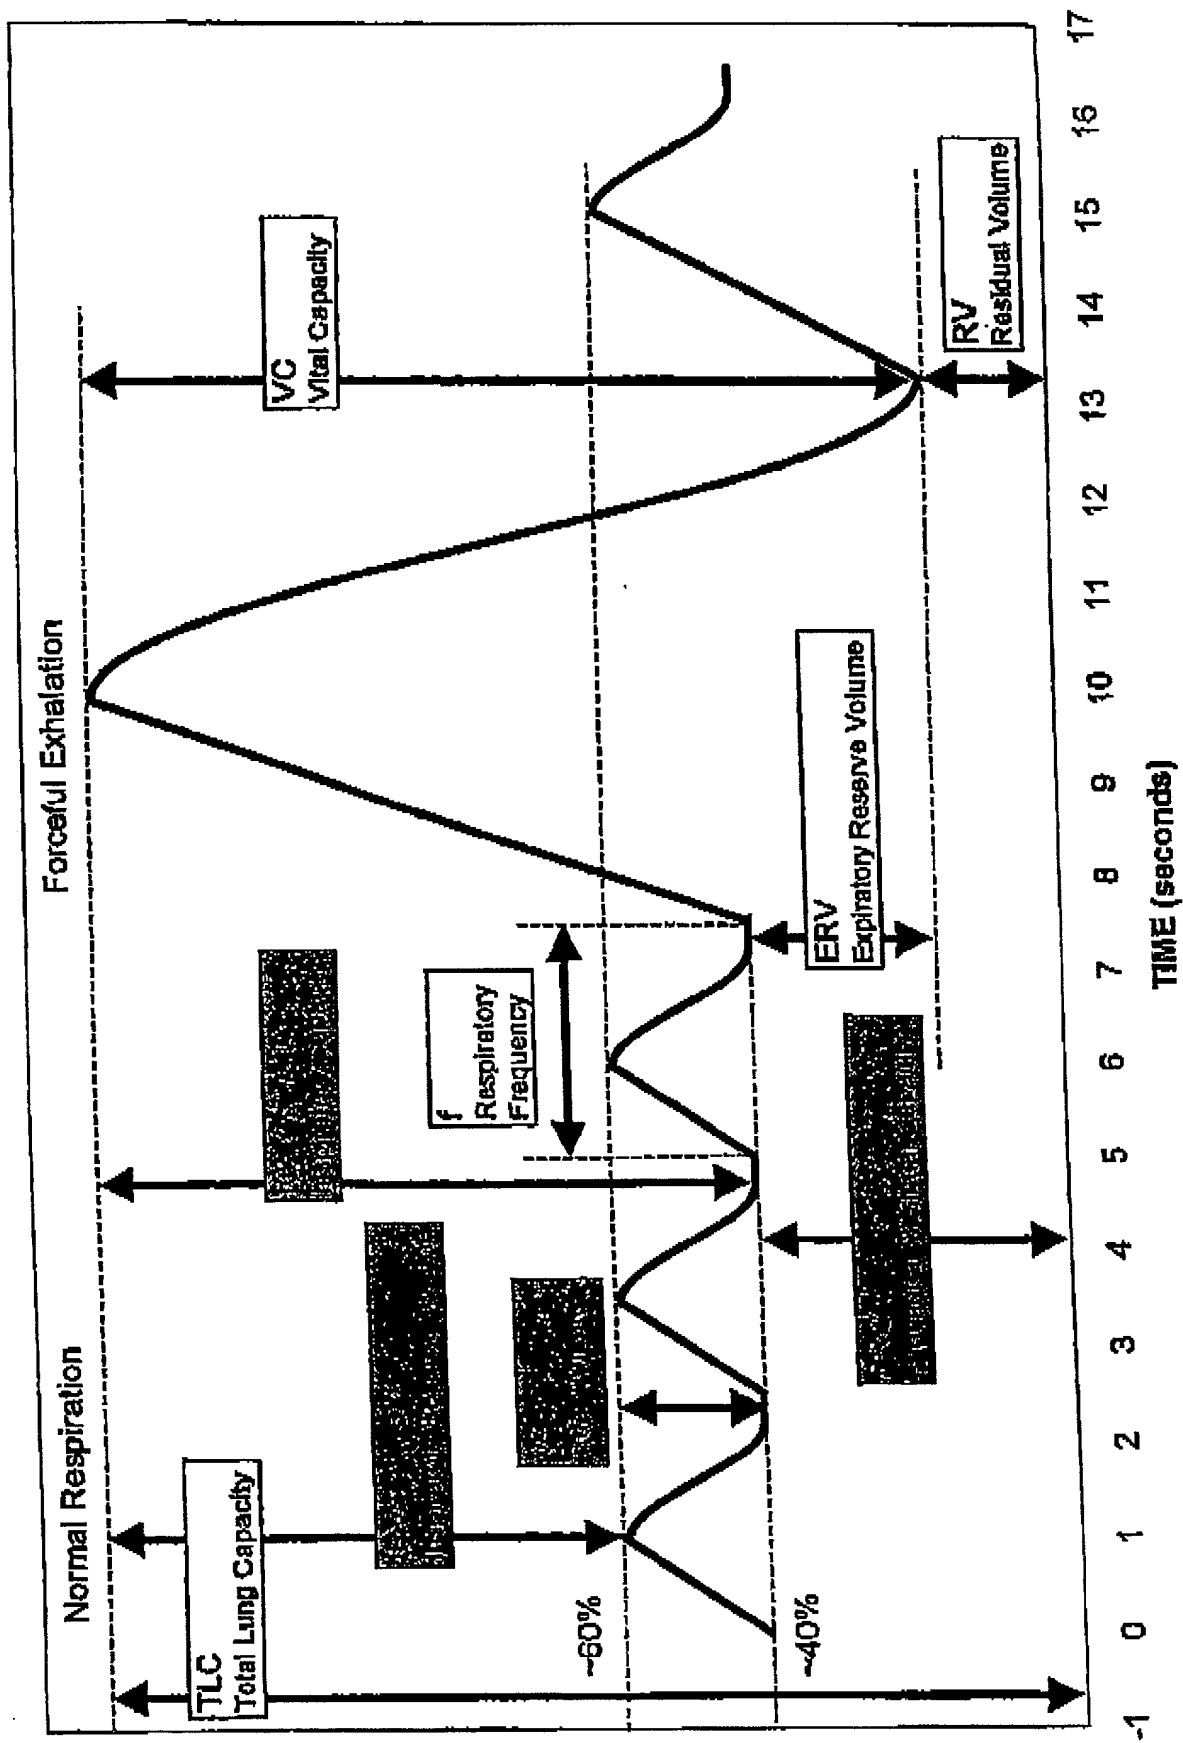 Normal Respiration
Forceful Exhalation
TLC
Total Lung Capacity
VC
Vital Capacity
f
Respiratory
Frequency
~60%
~40%
ERV
Expiratory Reserve Volume
RV
Residual Volume
-1 0 1 2 3 4 5 6 7 8 9 10 11 12 13 14 15 16 17
TIME (seconds)